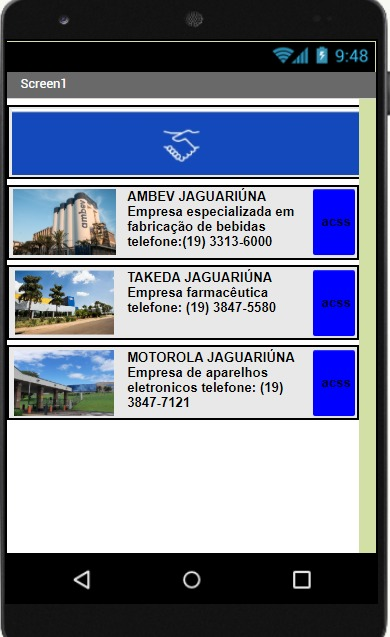 9:48
Screen1
ambev
AMBEV JAGUARIÚNA
Empresa especializada em
fabricação de bebidas
telefone:(19) 3313-6000
acss
TAKEDA JAGUARIÚNA
Empresa farmacêutica
telefone: (19) 3847-5580
MOTOROLA JAGUARIÚNA
Empresa de aparelhos
eletronicos telefone: (19)
3847-7121
acss